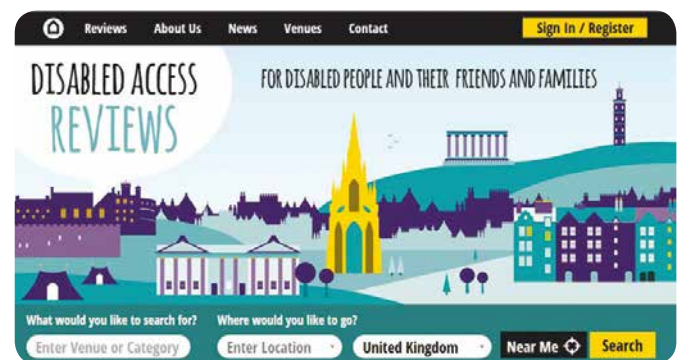 Reviews About Us News Venues Contact Sign In / Register
DISABLED ACCESS
REVIEWS
FOR DISABLED PEOPLE AND THEIR FRIENDS AND FAMILIES
What would you like to search for? Where would you like to go?
Enter Venue or Category Enter Location United Kingdom Near Me Search